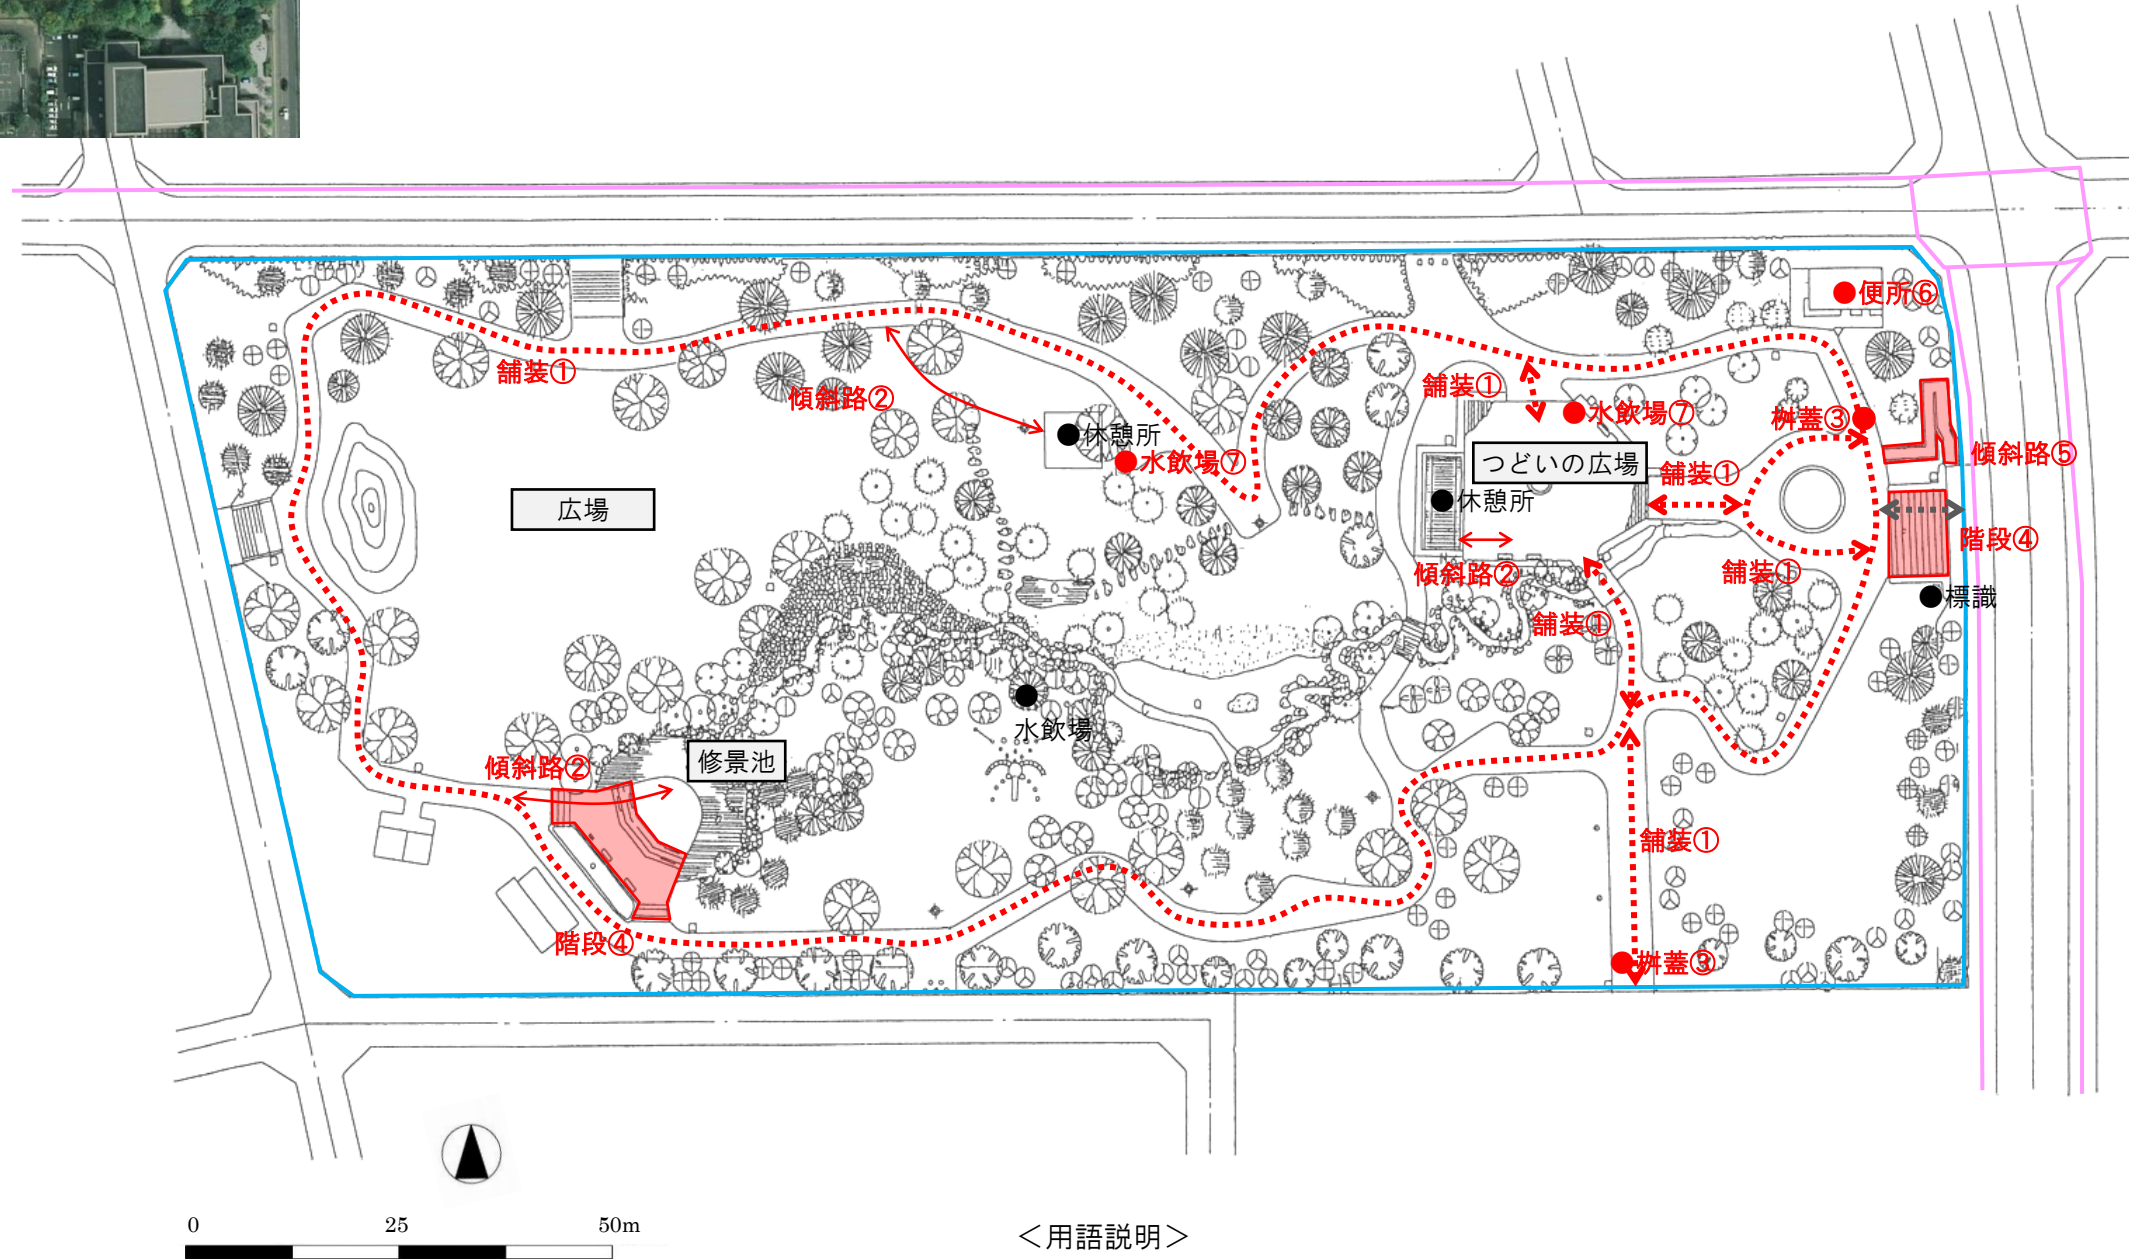 便所⑥
舗装①
傾斜路②
舗装①
水飲場⑦
桝蓋③
休憩所
水飲場⑦
つどいの広場
傾斜路⑤
舗装①
広場
休憩所
階段④
傾斜路②
舗装①
標識
舗装①
水飲場
修景池
傾斜路②
舗装①
階段④
桝蓋③
0 25 50m
＜用語説明＞